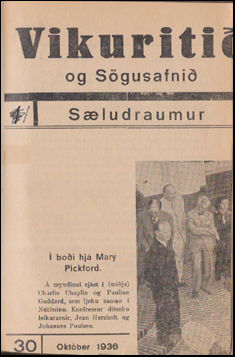 Vikuritið
og Sögusafnið
Sæludraumur
Í boði hjá Mary
Pickford.
Á myndinni sjást í (miðju)
Charlie Chaplin og Pauline
Goddard, sem ljeku saman í
Nútíminn. Ennfremur dönsku
leikararnir, Jean Hersholt og
Johannes Poulsen.
30 Október 1936